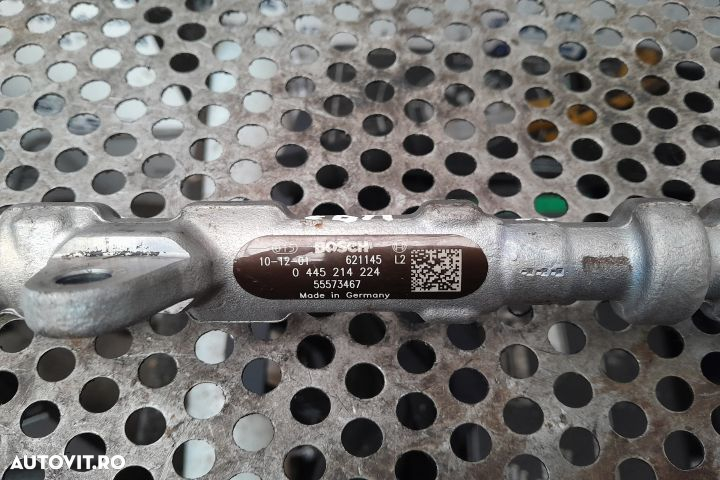 BOSCH
10-12-01 621145 L2
0 445 214 224
55573467
Made in Germany
AUTOVIT.RO